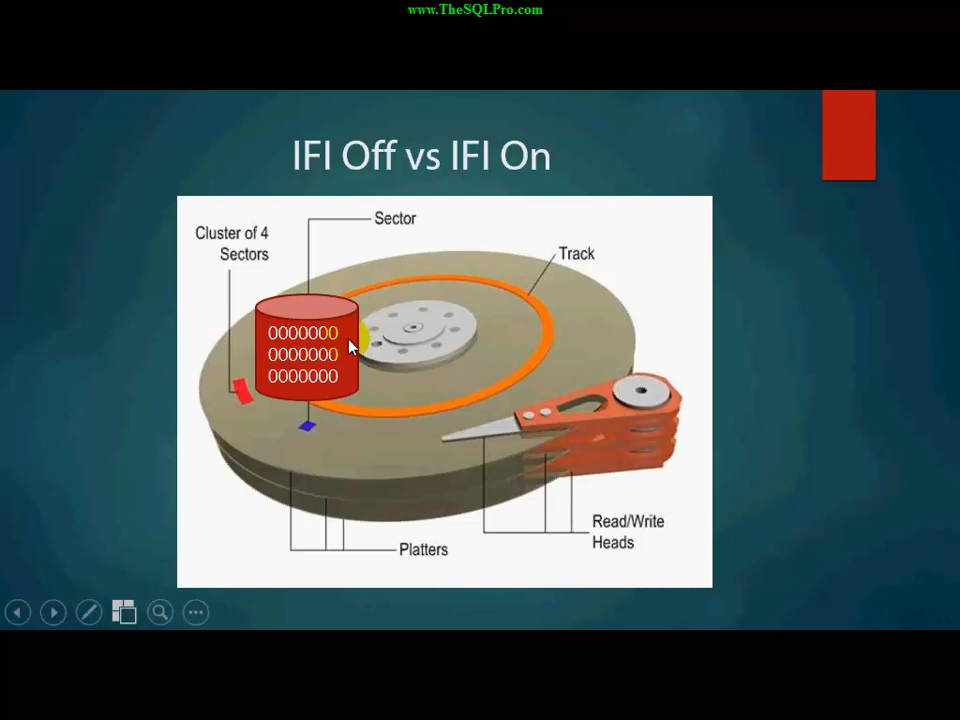 www.TheSQLPro.com
IFI Off vs IFI On
Sector
Cluster of 4
Sectors
Track
0000000
0000000
0000000
Read/Write
Heads
Platters